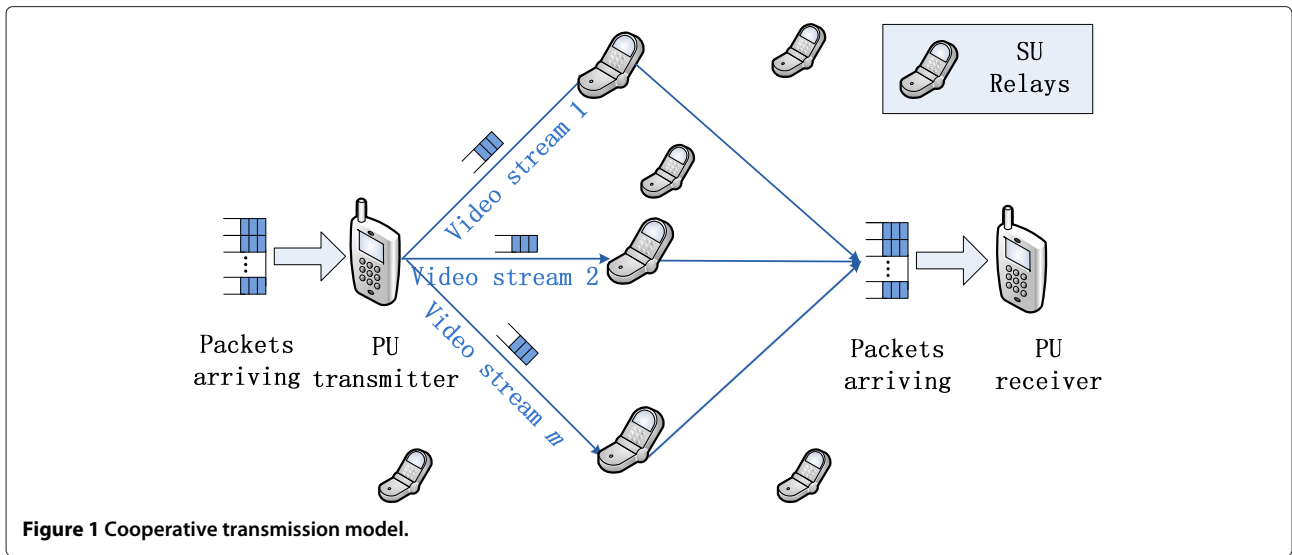 SU
Relays
Video stream 1
Video stream 2
Video stream m
Packets
arriving
PU
transmitter
Packets
arriving
PU
receiver
Figure 1 Cooperative transmission model.